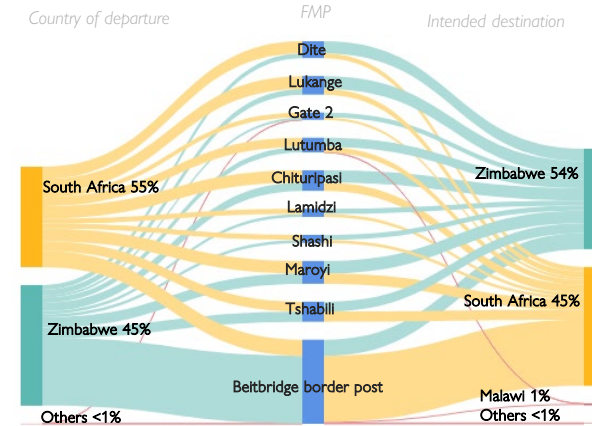 Country of departure
FMP
Intended destination
Dite
Lukange
Gate 2
Lutumba
Chituripasi
Lamidzi
Shashi
Maroyi
Tshabili
Beitbridge border post
South Africa 55%
Zimbabwe 45%
Others <1%
Zimbabwe 54%
South Africa 45%
Malawi 1%
Others <1%